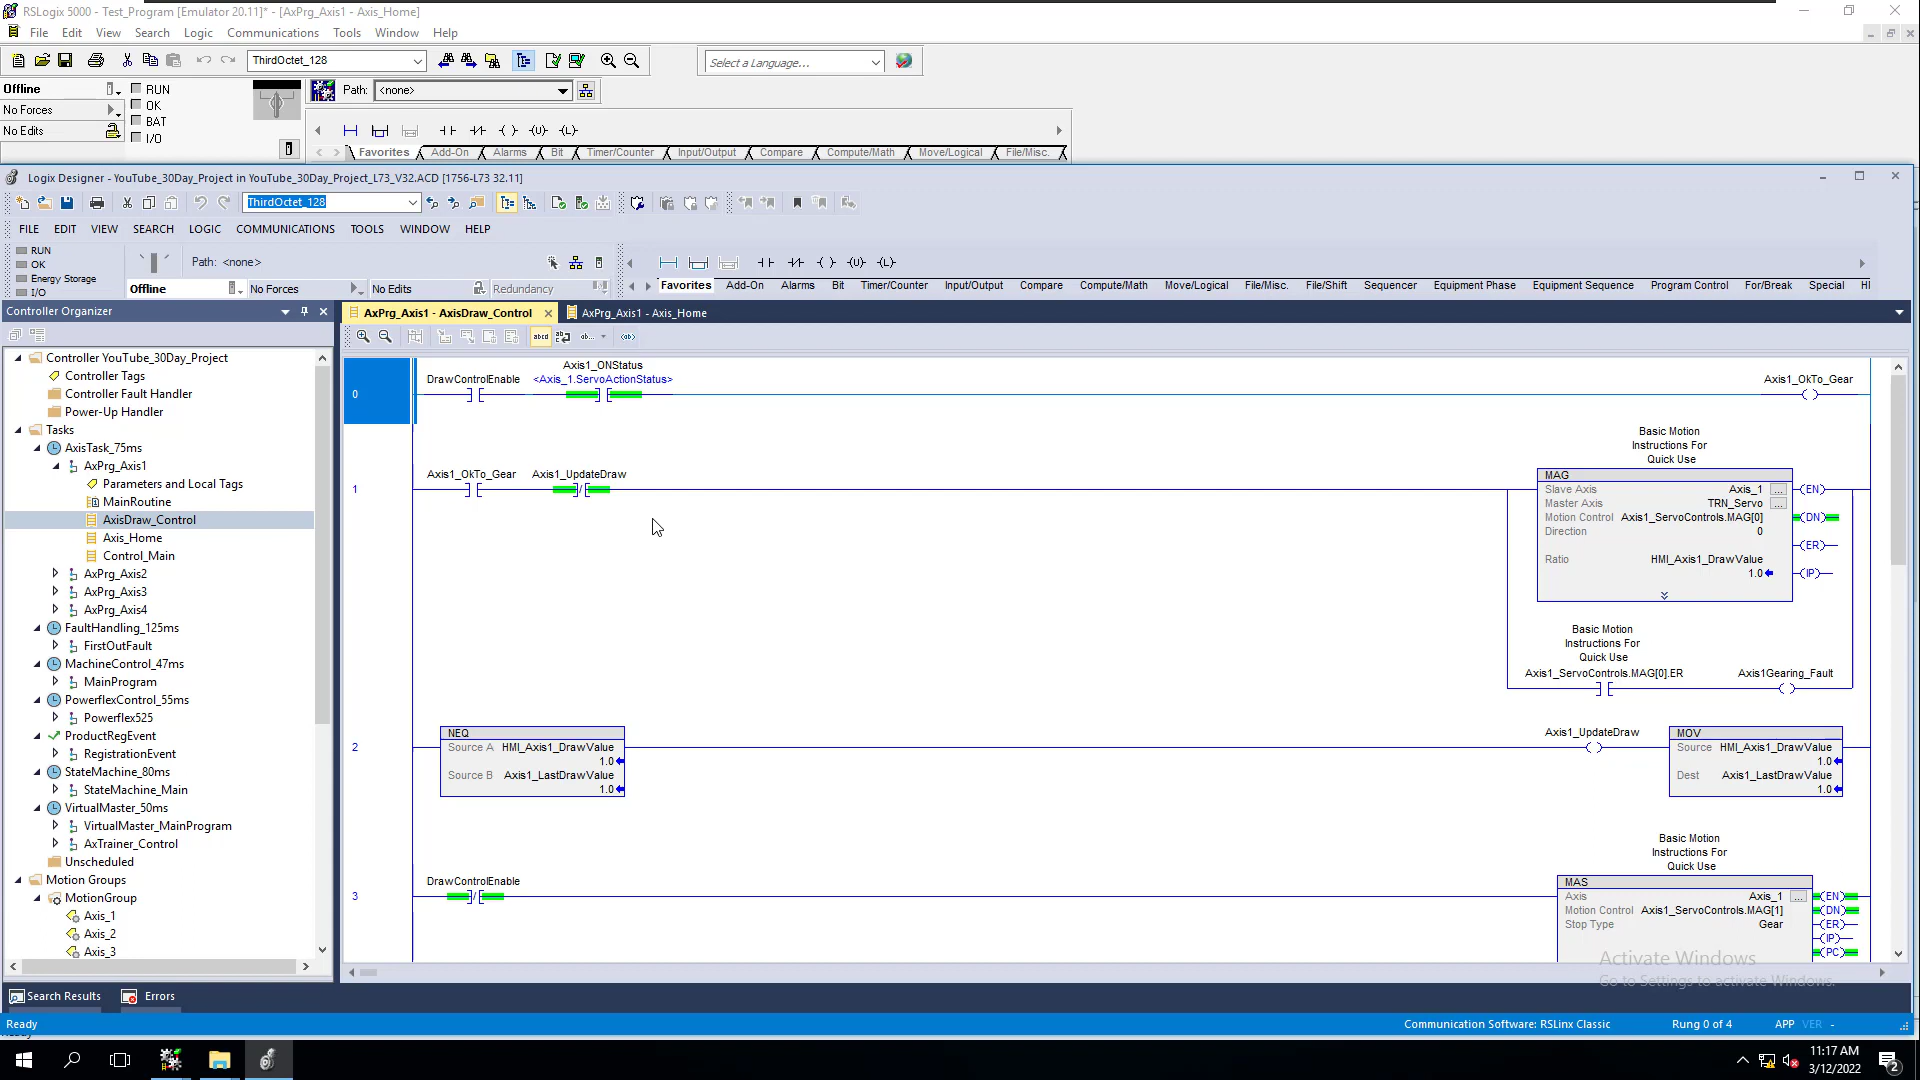 RSLogix 5000 - Test_Program [Emulator 20.11]* - [AxPrg_Axis1 - Axis_Home]
File Edit View Search Logic Communications Tools Window Help
ThirdOctet_128
Select a Language...
Offline RUN
No Forces OK
No Edits BAT
I/O
Path: <none>
Favorites Add-On Alarms Bit Timer/Counter Input/Output Compare Compute/Math Move/Logical File/Misc.
Logix Designer - YouTube_30Day_Project in YouTube_30Day_Project_L73_V32.ACD [1756-L73 32.11]
ThirdOctet_128
FILE EDIT VIEW SEARCH LOGIC COMMUNICATIONS TOOLS WINDOW HELP
RUN
OK
Energy Storage
I/O
Path: <none>
Offline No Forces No Edits Redundancy
Favorites Add-On Alarms Bit Timer/Counter Input/Output Compare Compute/Math Move/Logical File/Misc. File/Shift Sequencer Equipment Phase Equipment Sequence Program Control For/Break Special
Controller Organizer
Controller YouTube_30Day_Project
Controller Tags
Controller Fault Handler
Power-Up Handler
Tasks
AxisTask_75ms
AxPrg_Axis1
Parameters and Local Tags
MainRoutine
AxisDraw_Control
Axis_Home
Control_Main
AxPrg_Axis2
AxPrg_Axis3
AxPrg_Axis4
FaultHandling_125ms
FirstOutFault
MachineControl_47ms
MainProgram
PowerflexControl_55ms
Powerflex525
ProductRegEvent
RegistrationEvent
StateMachine_80ms
StateMachine_Main
VirtualMaster_50ms
VirtualMaster_MainProgram
AxTrainer_Control
Unscheduled
Motion Groups
MotionGroup
Axis_1
Axis_2
Axis_3
AxPrg_Axis1 - AxisDraw_Control AxPrg_Axis1 - Axis_Home
0
DrawControlEnable
Axis1_ONStatus
<Axis_1.ServoActionStatus>
Axis1_OkTo_Gear
1
Axis1_OkTo_Gear Axis1_UpdateDraw
Basic Motion
Instructions For
Quick Use
MAG
Slave Axis Axis_1 ... EN
Master Axis TRN_Servo ...
Motion Control Axis1_ServoControls.MAG[0] DN
Direction 0
ER
Ratio HMI_Axis1_DrawValue
1.0 IP
Basic Motion
Instructions For
Quick Use
Axis1_ServoControls.MAG[0].ER Axis1Gearing_Fault
2
NEQ
Source A HMI_Axis1_DrawValue
1.0
Source B Axis1_LastDrawValue
1.0
Axis1_UpdateDraw
MOV
Source HMI_Axis1_DrawValue
1.0
Dest Axis1_LastDrawValue
1.0
3
DrawControlEnable
Basic Motion
Instructions For
Quick Use
MAS
Axis Axis_1 ... EN
Motion Control Axis1_ServoControls.MAG[1] DN
Stop Type Gear ER
IP
PC
Activate Windows
Go to Settings to activate Windows.
Search Results Errors
Ready Communication Software: RSLinx Classic Rung 0 of 4 APP VER -
11:17 AM
3/12/2022
2